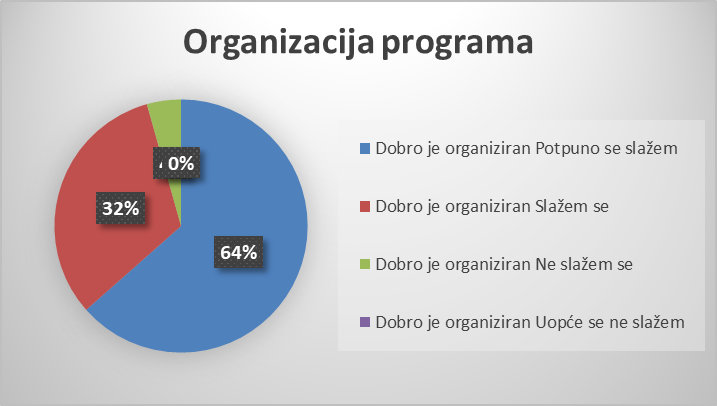 Organizacija programa
0%
32%
64%
Dobro je organiziran Potpuno se slažem
Dobro je organiziran Slažem se
Dobro je organiziran Ne slažem se
Dobro je organiziran Uopće se ne slažem